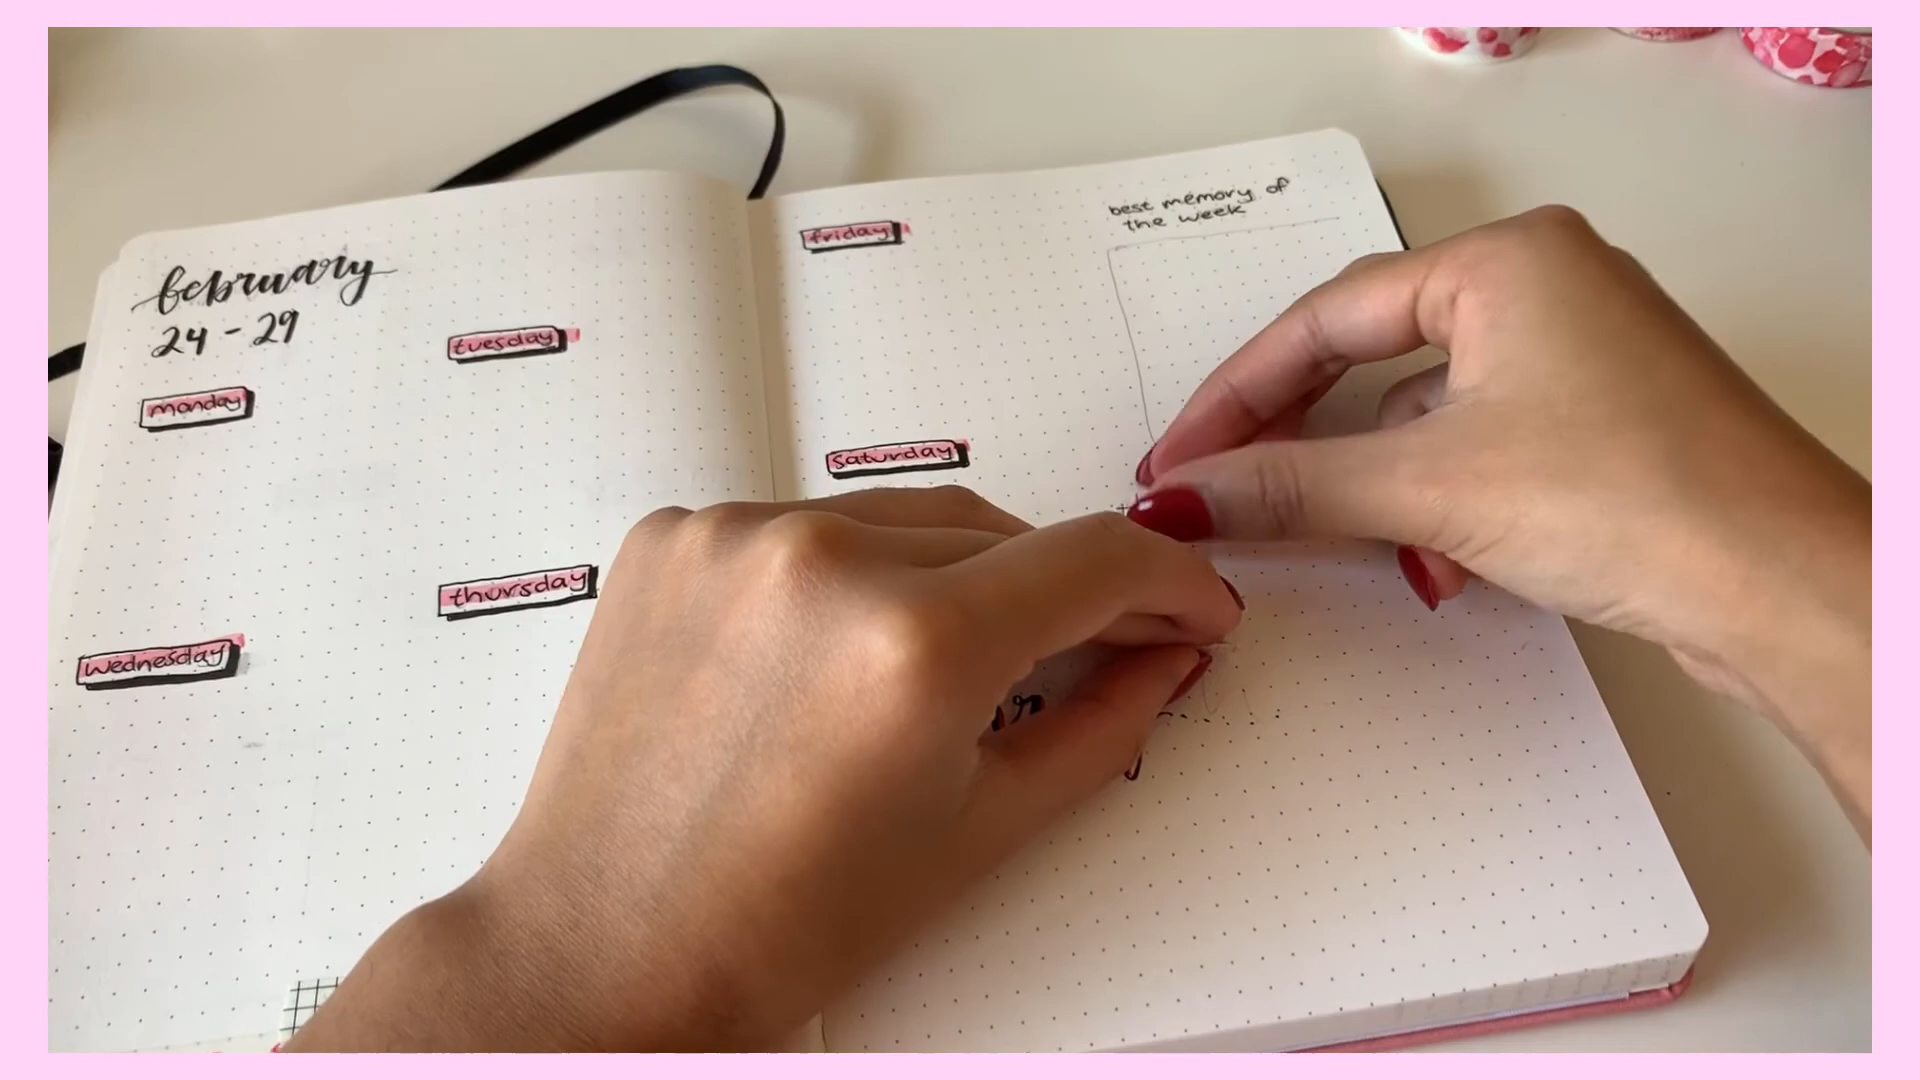 february
24 - 29
monday
tuesday
wednesday
thursday
friday
saturday
best memory of
the week